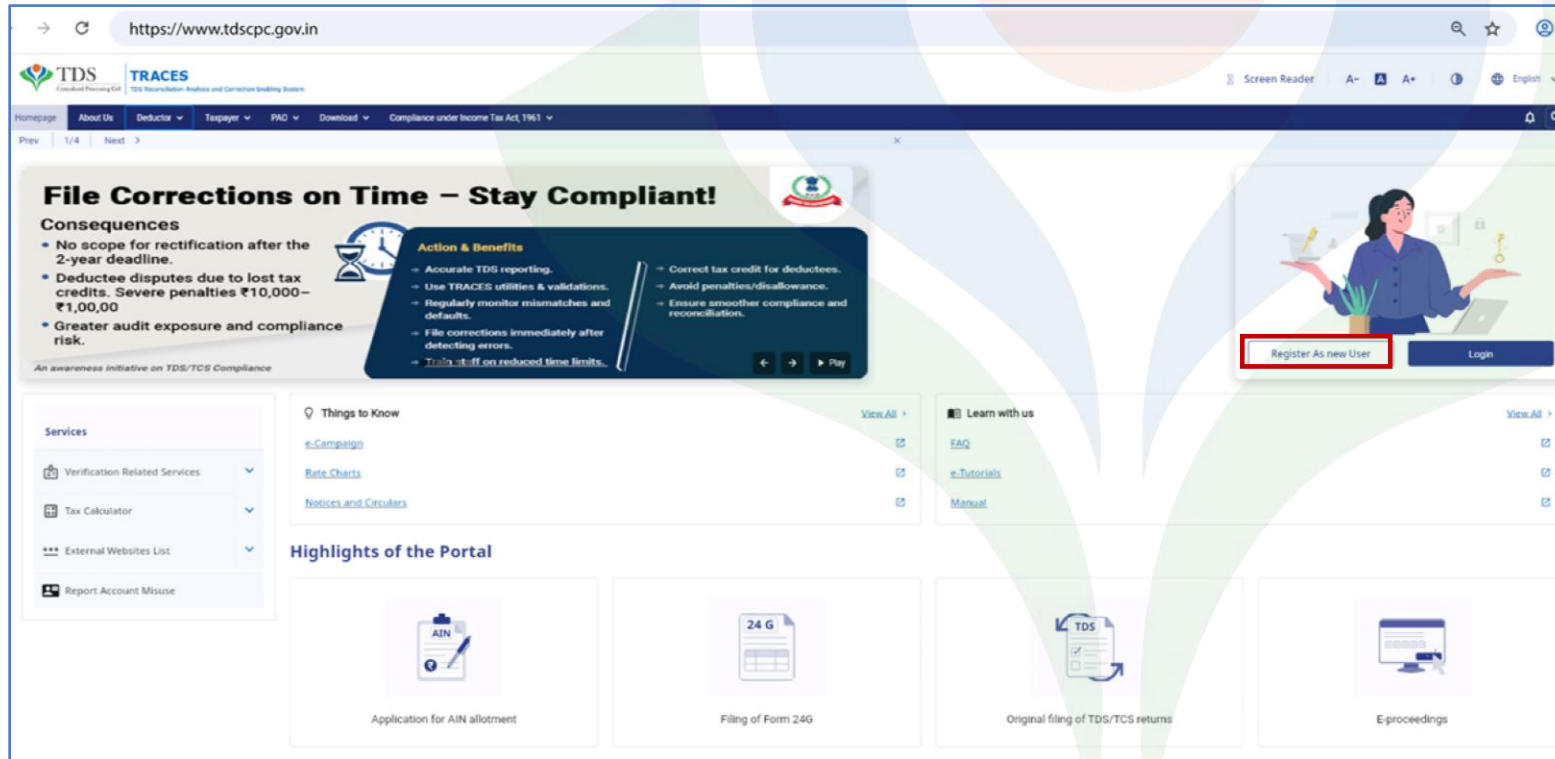 https://www.tdscpc.gov.in
TDS
Centralized Processing Cell
TRACES
TDS Reconciliation Analysis and Correction Enabling System
Screen Reader
A- A A+
English
Homepage About Us Deductor Taxpayer PAO Download Compliance under Income Tax Act, 1961
Prev 1/4 Next >
File Corrections on Time – Stay Compliant!
Consequences
• No scope for rectification after the
2-year deadline.
• Deductee disputes due to lost tax
credits. Severe penalties ₹10,000–
₹1,00,00
• Greater audit exposure and compliance
risk.
An awareness initiative on TDS/TCS Compliance
Action & Benefits
→ Accurate TDS reporting.
→ Use TRACES utilities & validations.
→ Regularly monitor mismatches and
defaults.
→ File corrections immediately after
detecting errors.
→ Train staff on reduced time limits.
→ Correct tax credit for deductees.
→ Avoid penalties/disallowance.
→ Ensure smoother compliance and
reconciliation.
Play
Register As new User
Login
Services
Verification Related Services
Tax Calculator
External Websites List
Report Account Misuse
Things to Know
View All
e-Campaign
Rate Charts
Notices and Circulars
Learn with us
View All
FAQ
e-Tutorials
Manual
Highlights of the Portal
AIN
Application for AIN allotment
24 G
Filing of Form 24G
TDS
Original filing of TDS/TCS returns
E-proceedings